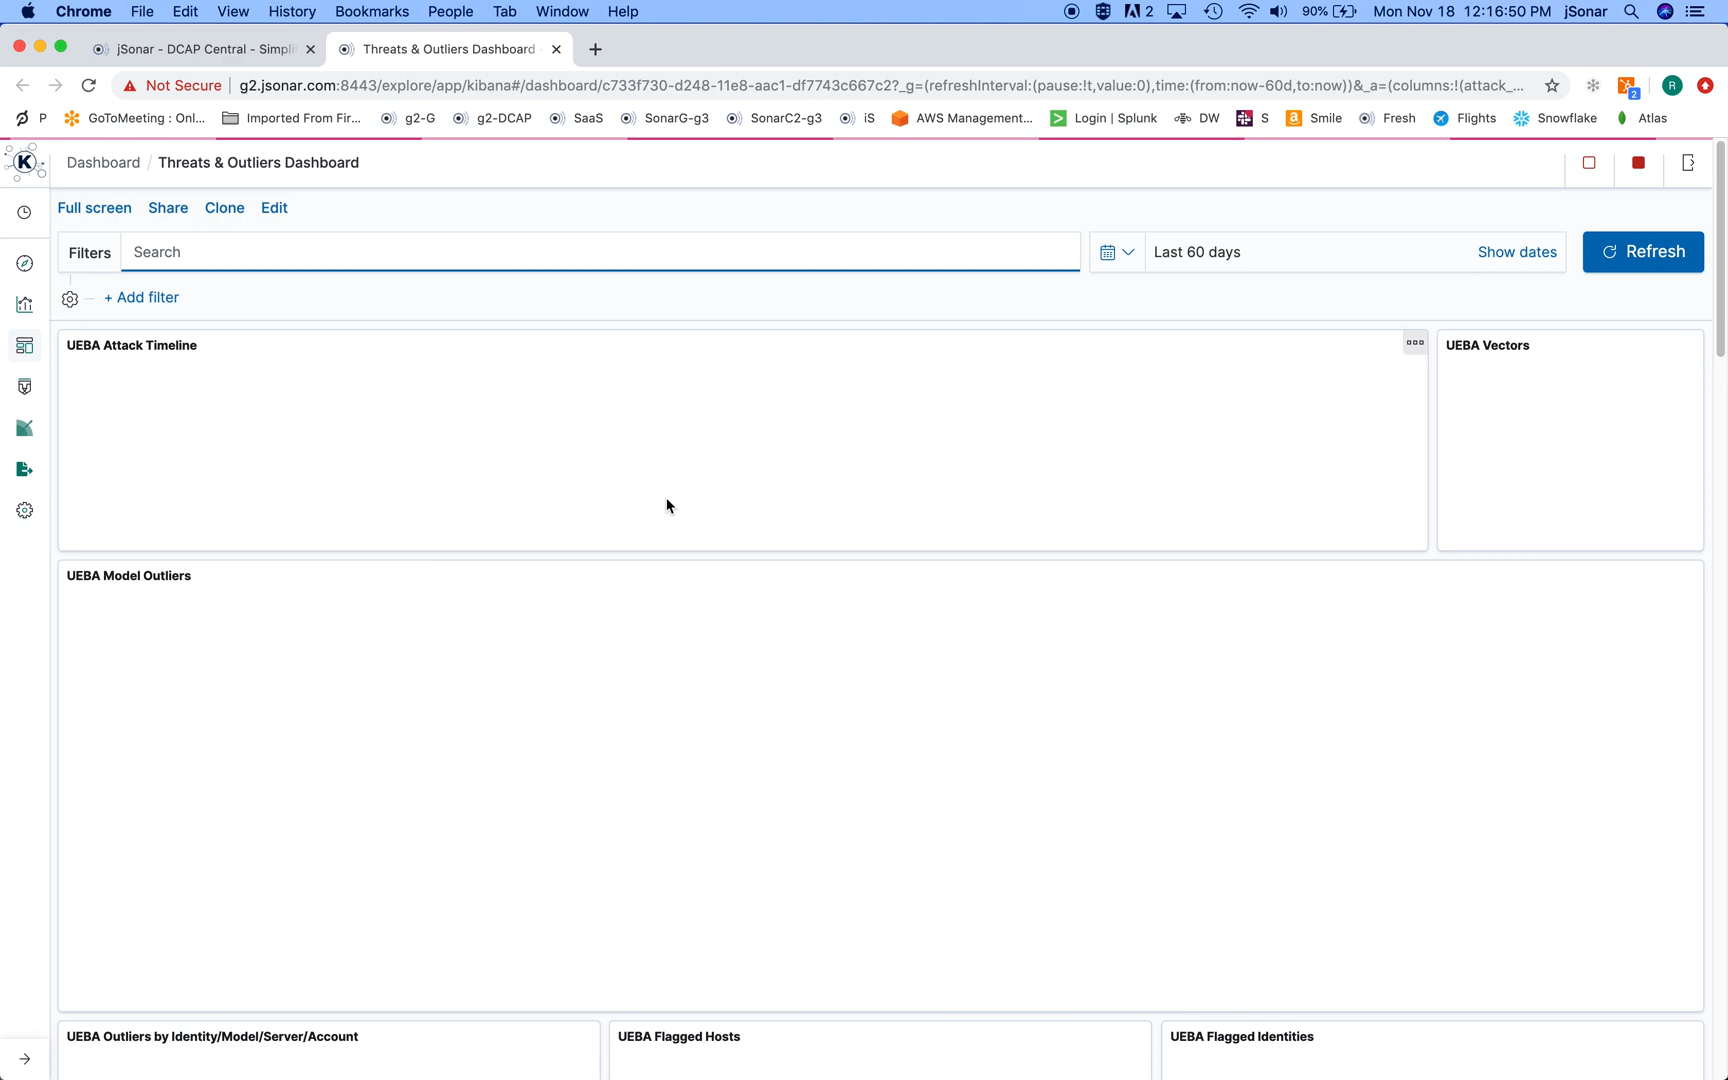 Chrome File Edit View History Bookmarks People Tab Window Help 2 90% Mon Nov 18 12:16:50 PM jSonar
jSonar - DCAP Central - Simpli Threats & Outliers Dashboard
Not Secure g2.jsonar.com:8443/explore/app/kibana#/dashboard/c733f730-d248-11e8-aac1-df7743c667c2?_g=(refreshInterval:(pause:!t,value:0),time:(from:now-60d,to:now))&_a=(columns:!(attack_... 2 R
P GoToMeeting : Onl... Imported From Fir... g2-G g2-DCAP SaaS SonarG-g3 SonarC2-g3 iS AWS Management... Login | Splunk DW S Smile Fresh Flights Snowflake Atlas
K Dashboard / Threats & Outliers Dashboard
Full screen Share Clone Edit
Filters Search Last 60 days Show dates Refresh
+ Add filter
UEBA Attack Timeline UEBA Vectors
UEBA Model Outliers
UEBA Outliers by Identity/Model/Server/Account UEBA Flagged Hosts UEBA Flagged Identities